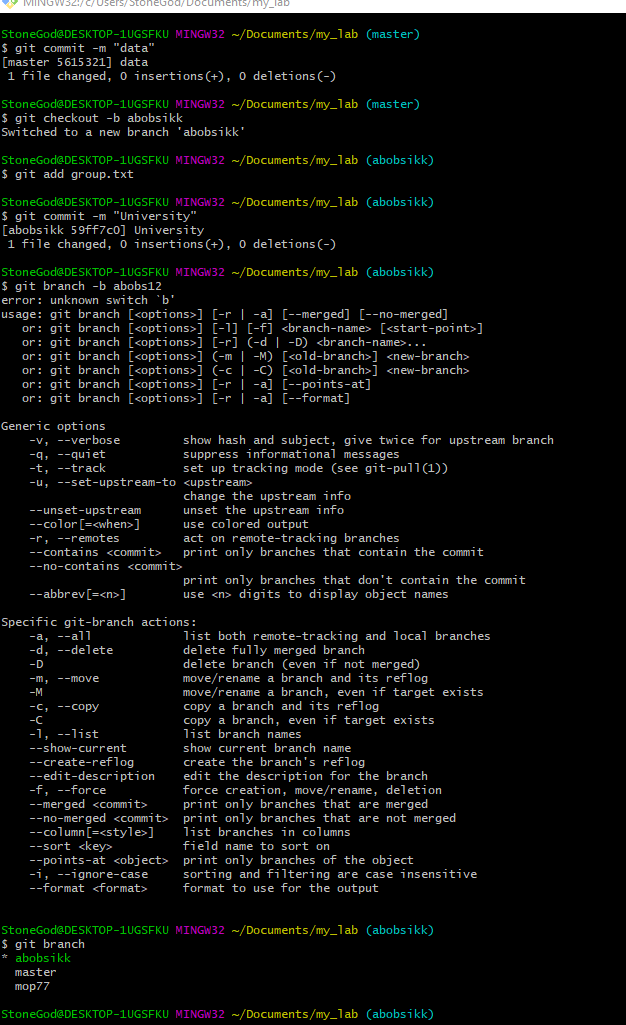 MINGW32:/c/Users/StoneGod/Documents/my_lab
StoneGod@DESKTOP-1UGSFKU MINGW32 ~/Documents/my_lab (master)
$ git commit -m "data"
[master 5615321] data
 1 file changed, 0 insertions(+), 0 deletions(-)

StoneGod@DESKTOP-1UGSFKU MINGW32 ~/Documents/my_lab (master)
$ git checkout -b abobsikk
Switched to a new branch 'abobsikk'

StoneGod@DESKTOP-1UGSFKU MINGW32 ~/Documents/my_lab (abobsikk)
$ git add group.txt

StoneGod@DESKTOP-1UGSFKU MINGW32 ~/Documents/my_lab (abobsikk)
$ git commit -m "University"
[abobsikk 59ff7c0] University
 1 file changed, 0 insertions(+), 0 deletions(-)

StoneGod@DESKTOP-1UGSFKU MINGW32 ~/Documents/my_lab (abobsikk)
$ git branch -b abobs12
error: unknown switch `b'
usage: git branch [<options>] [-r | -a] [--merged] [--no-merged]
   or: git branch [<options>] [-l] [-f] <branch-name> [<start-point>]
   or: git branch [<options>] [-r] (-d | -D) <branch-name>...
   or: git branch [<options>] (-m | -M) [<old-branch>] <new-branch>
   or: git branch [<options>] (-c | -C) [<old-branch>] <new-branch>
   or: git branch [<options>] [-r | -a] [--points-at]
   or: git branch [<options>] [-r | -a] [--format]

Generic options
    -v, --verbose         show hash and subject, give twice for upstream branch
    -q, --quiet           suppress informational messages
    -t, --track           set up tracking mode (see git-pull(1))
    -u, --set-upstream-to <upstream>
                          change the upstream info
    --unset-upstream      unset the upstream info
    --color[=<when>]      use colored output
    -r, --remotes         act on remote-tracking branches
    --contains <commit>   print only branches that contain the commit
    --no-contains <commit>
                          print only branches that don't contain the commit
    --abbrev[=<n>]        use <n> digits to display object names

Specific git-branch actions:
    -a, --all             list both remote-tracking and local branches
    -d, --delete          delete fully merged branch
    -D                    delete branch (even if not merged)
    -m, --move            move/rename a branch and its reflog
    -M                    move/rename a branch, even if target exists
    -c, --copy            copy a branch and its reflog
    -C                    copy a branch, even if target exists
    -l, --list            list branch names
    --show-current        show current branch name
    --create-reflog       create the branch's reflog
    --edit-description    edit the description for the branch
    -f, --force           force creation, move/rename, deletion
    --merged <commit>     print only branches that are merged
    --no-merged <commit>  print only branches that are not merged
    --column[=<style>]    list branches in columns
    --sort <key>          field name to sort on
    --points-at <object>  print only branches of the object
    -i, --ignore-case     sorting and filtering are case insensitive
    --format <format>     format to use for the output

StoneGod@DESKTOP-1UGSFKU MINGW32 ~/Documents/my_lab (abobsikk)
$ git branch
* abobsikk
  master
  mop77

StoneGod@DESKTOP-1UGSFKU MINGW32 ~/Documents/my_lab (abobsikk)